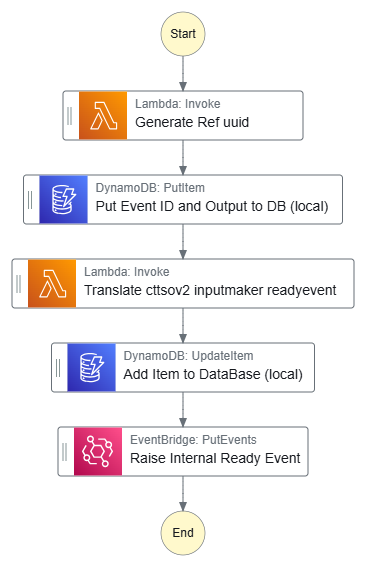 Start
Lambda: Invoke
Generate Ref uuid
DynamoDB: PutItem
Put Event ID and Output to DB (local)
Lambda: Invoke
Translate cttsov2 inputmaker readyevent
DynamoDB: UpdateItem
Add Item to DataBase (local)
EventBridge: PutEvents
Raise Internal Ready Event
End